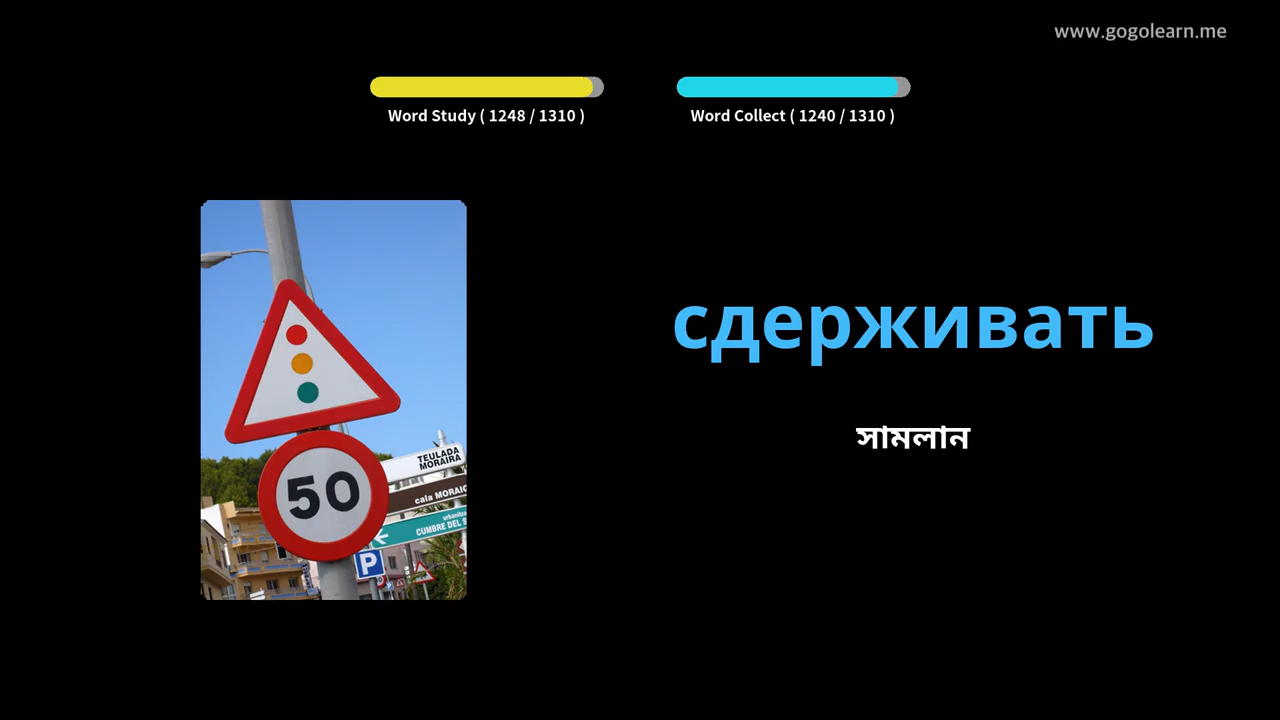 www.gogolearn.me
Word Study ( 1248 / 1310 )
Word Collect ( 1240 / 1310 )
сдерживать
সামলান
50
TEULADA
MORAIRA
cala MORAIG
CUMBRE DEL S
P